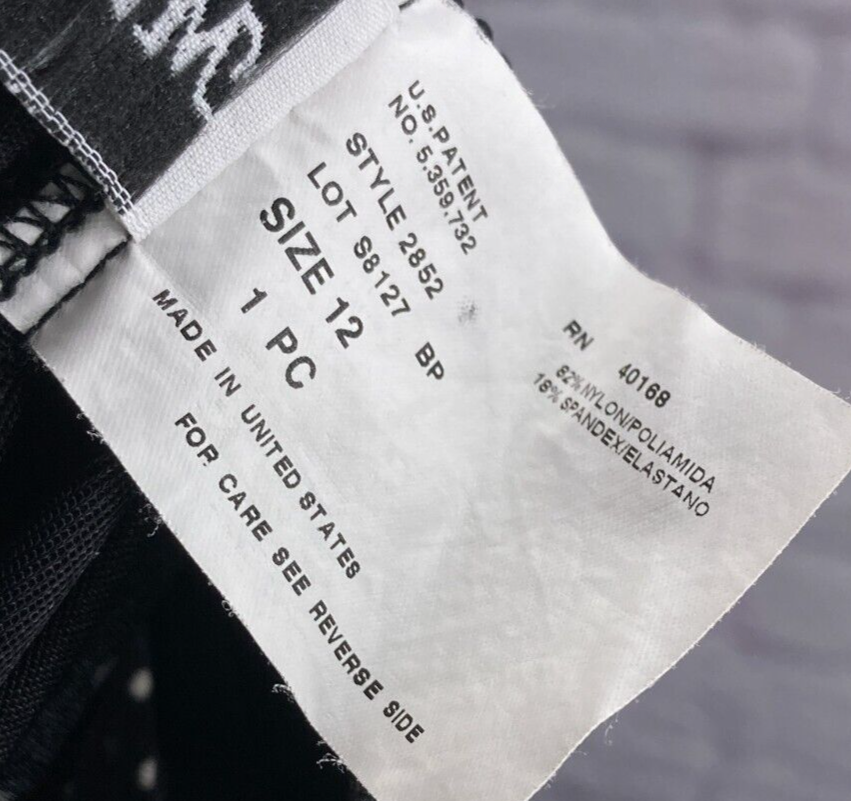 U.S.PATENT
NO. 5.359.732
STYLE 2852
LOT S8127 BP
SIZE 12
1 PC
MADE IN UNITED STATES
FOR CARE SEE REVERSE SIDE
RN 40168
82%NYLON/POLIAMIDA
18% SPANDEX/ELASTANO